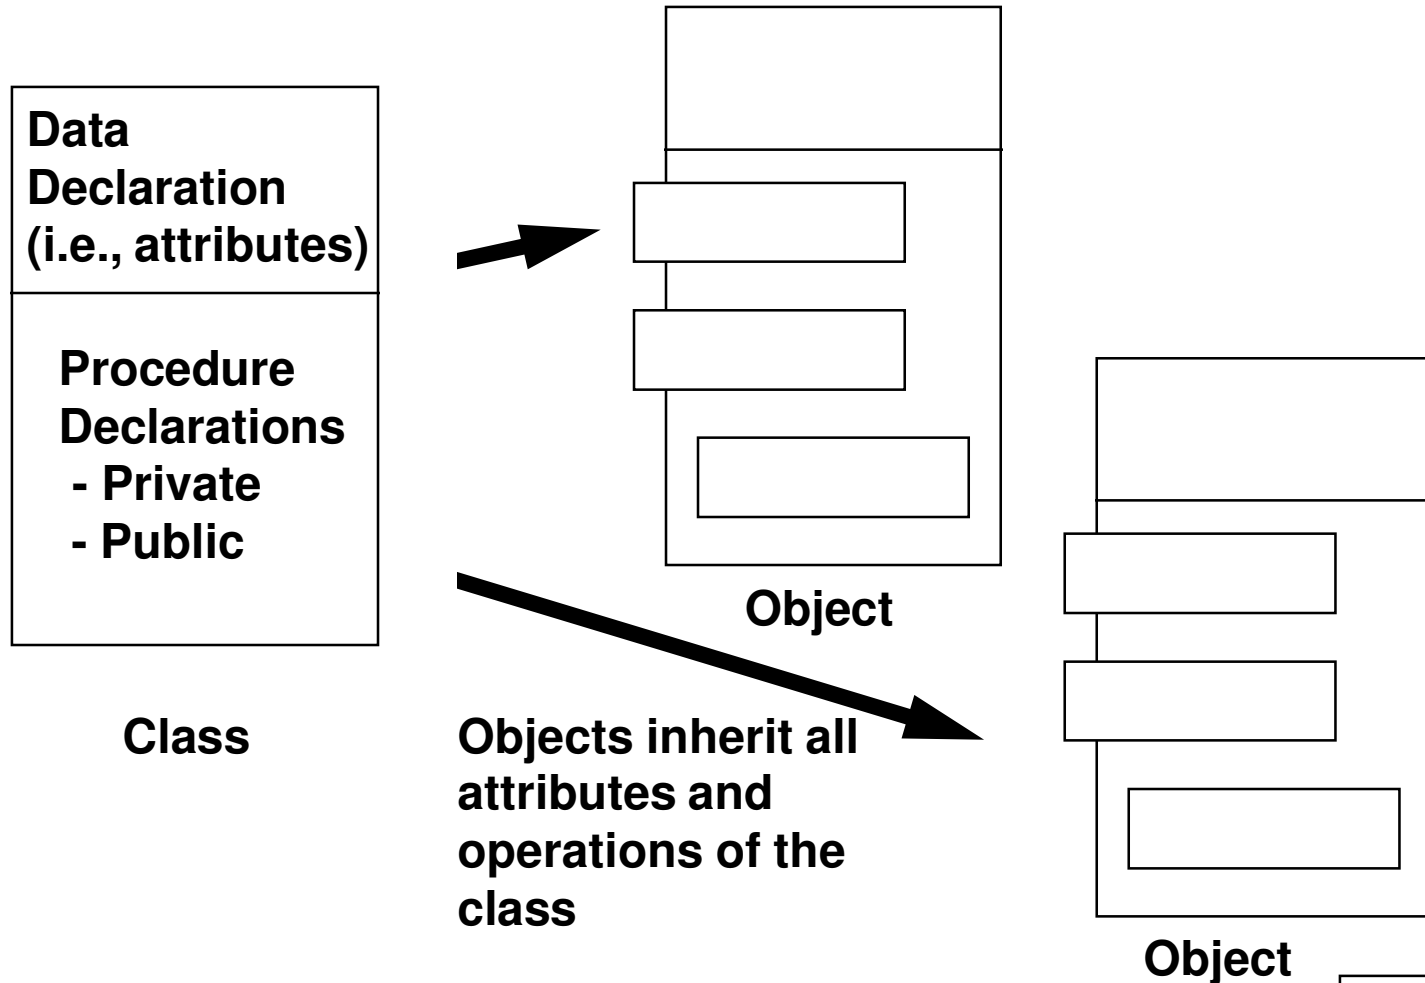 Data
Declaration
(i.e., attributes)
Procedure
Declarations
- Private
- Public
Class
Object
Objects inherit all
attributes and
operations of the
class
Object